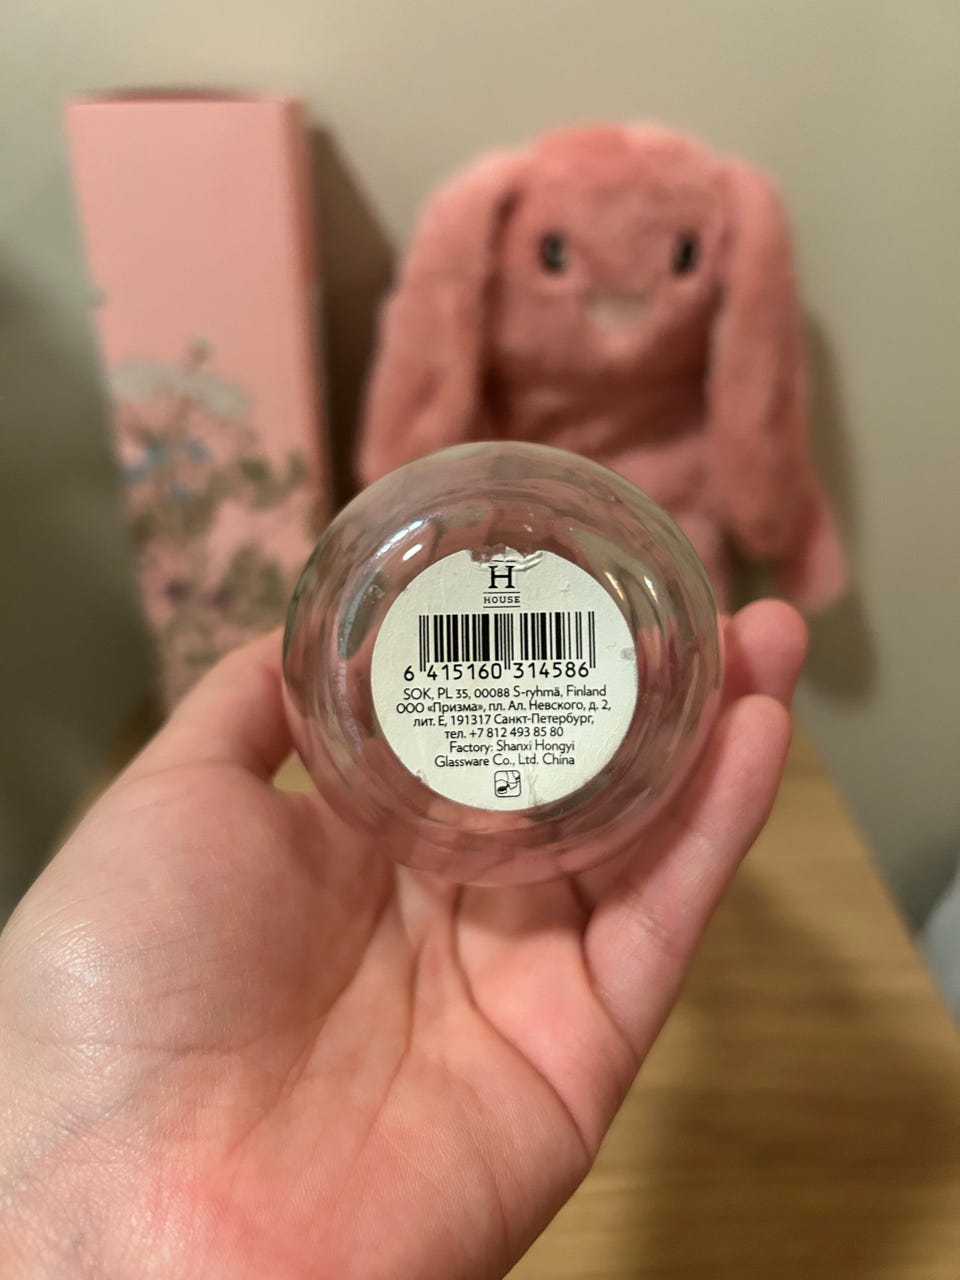 H
HOUSE
6 415160 314586
SOK, PL 35, 00088 S-ryhmä, Finland
ООО «Призма», пл. Ал. Невского, д. 2,
лит. Е, 191317 Санкт-Петербург,
тел. +7 812 493 85 80
Factory: Shanxi Hongyi
Glassware Co., Ltd. China